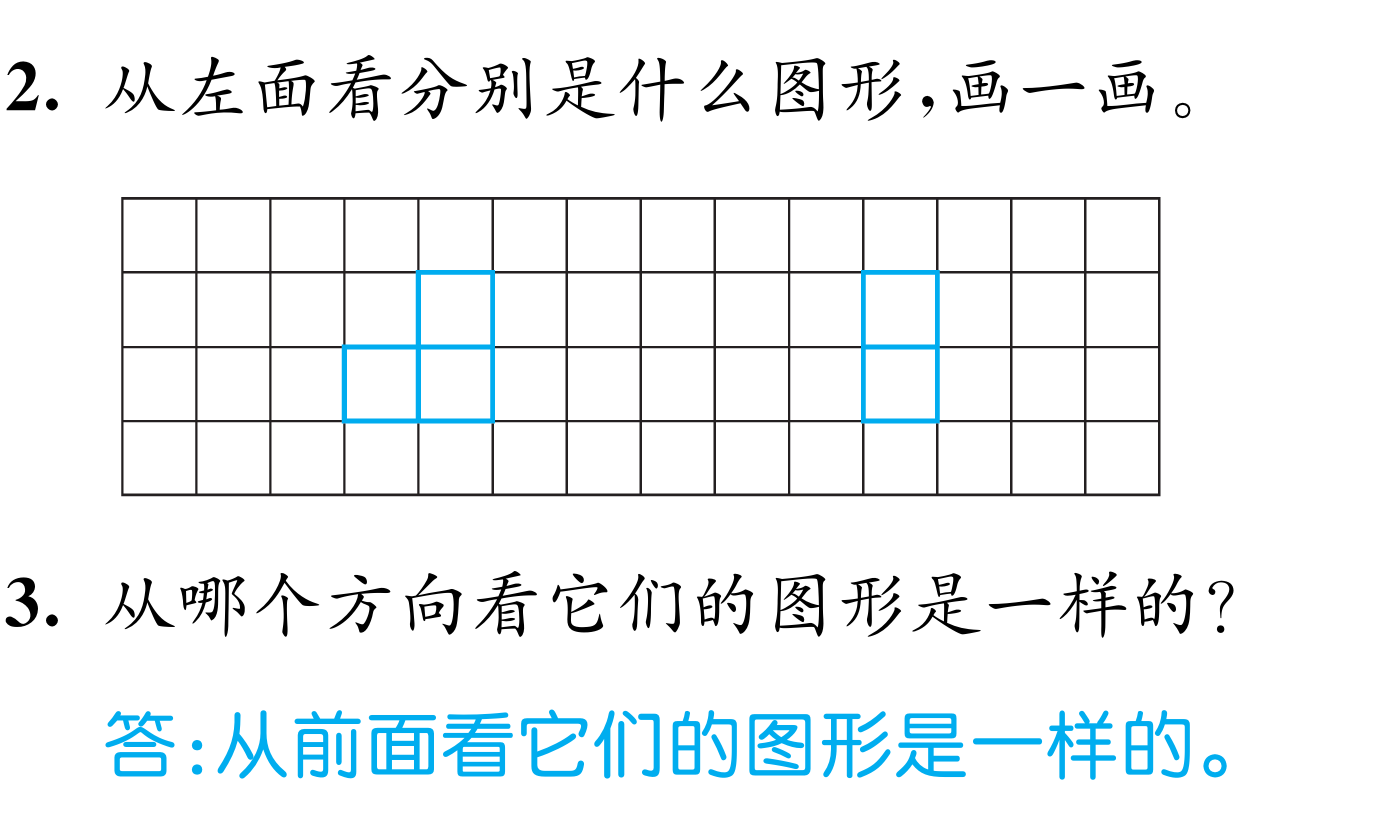 2. 从左面看分别是什么图形,画一画。
3. 从哪个方向看它们的图形是一样的?
答:从前面看它们的图形是一样的。